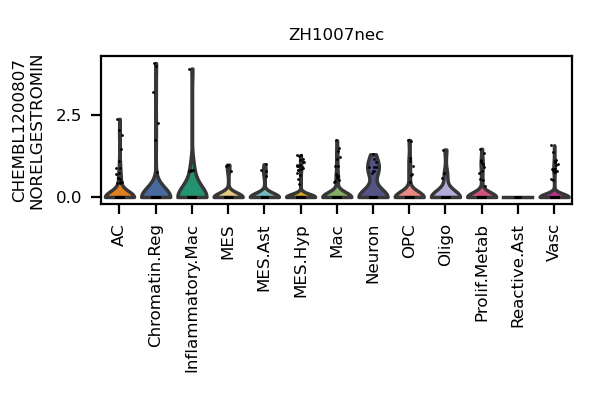 ZH1007nec
CHEMBL1200807
NORELGESTROMIN
2.5
0.0
AC
Chromatin.Reg
Inflammatory.Mac
MES
MES.Ast
MES.Hyp
Mac
Neuron
OPC
Oligo
Prolif.Metab
Reactive.Ast
Vasc